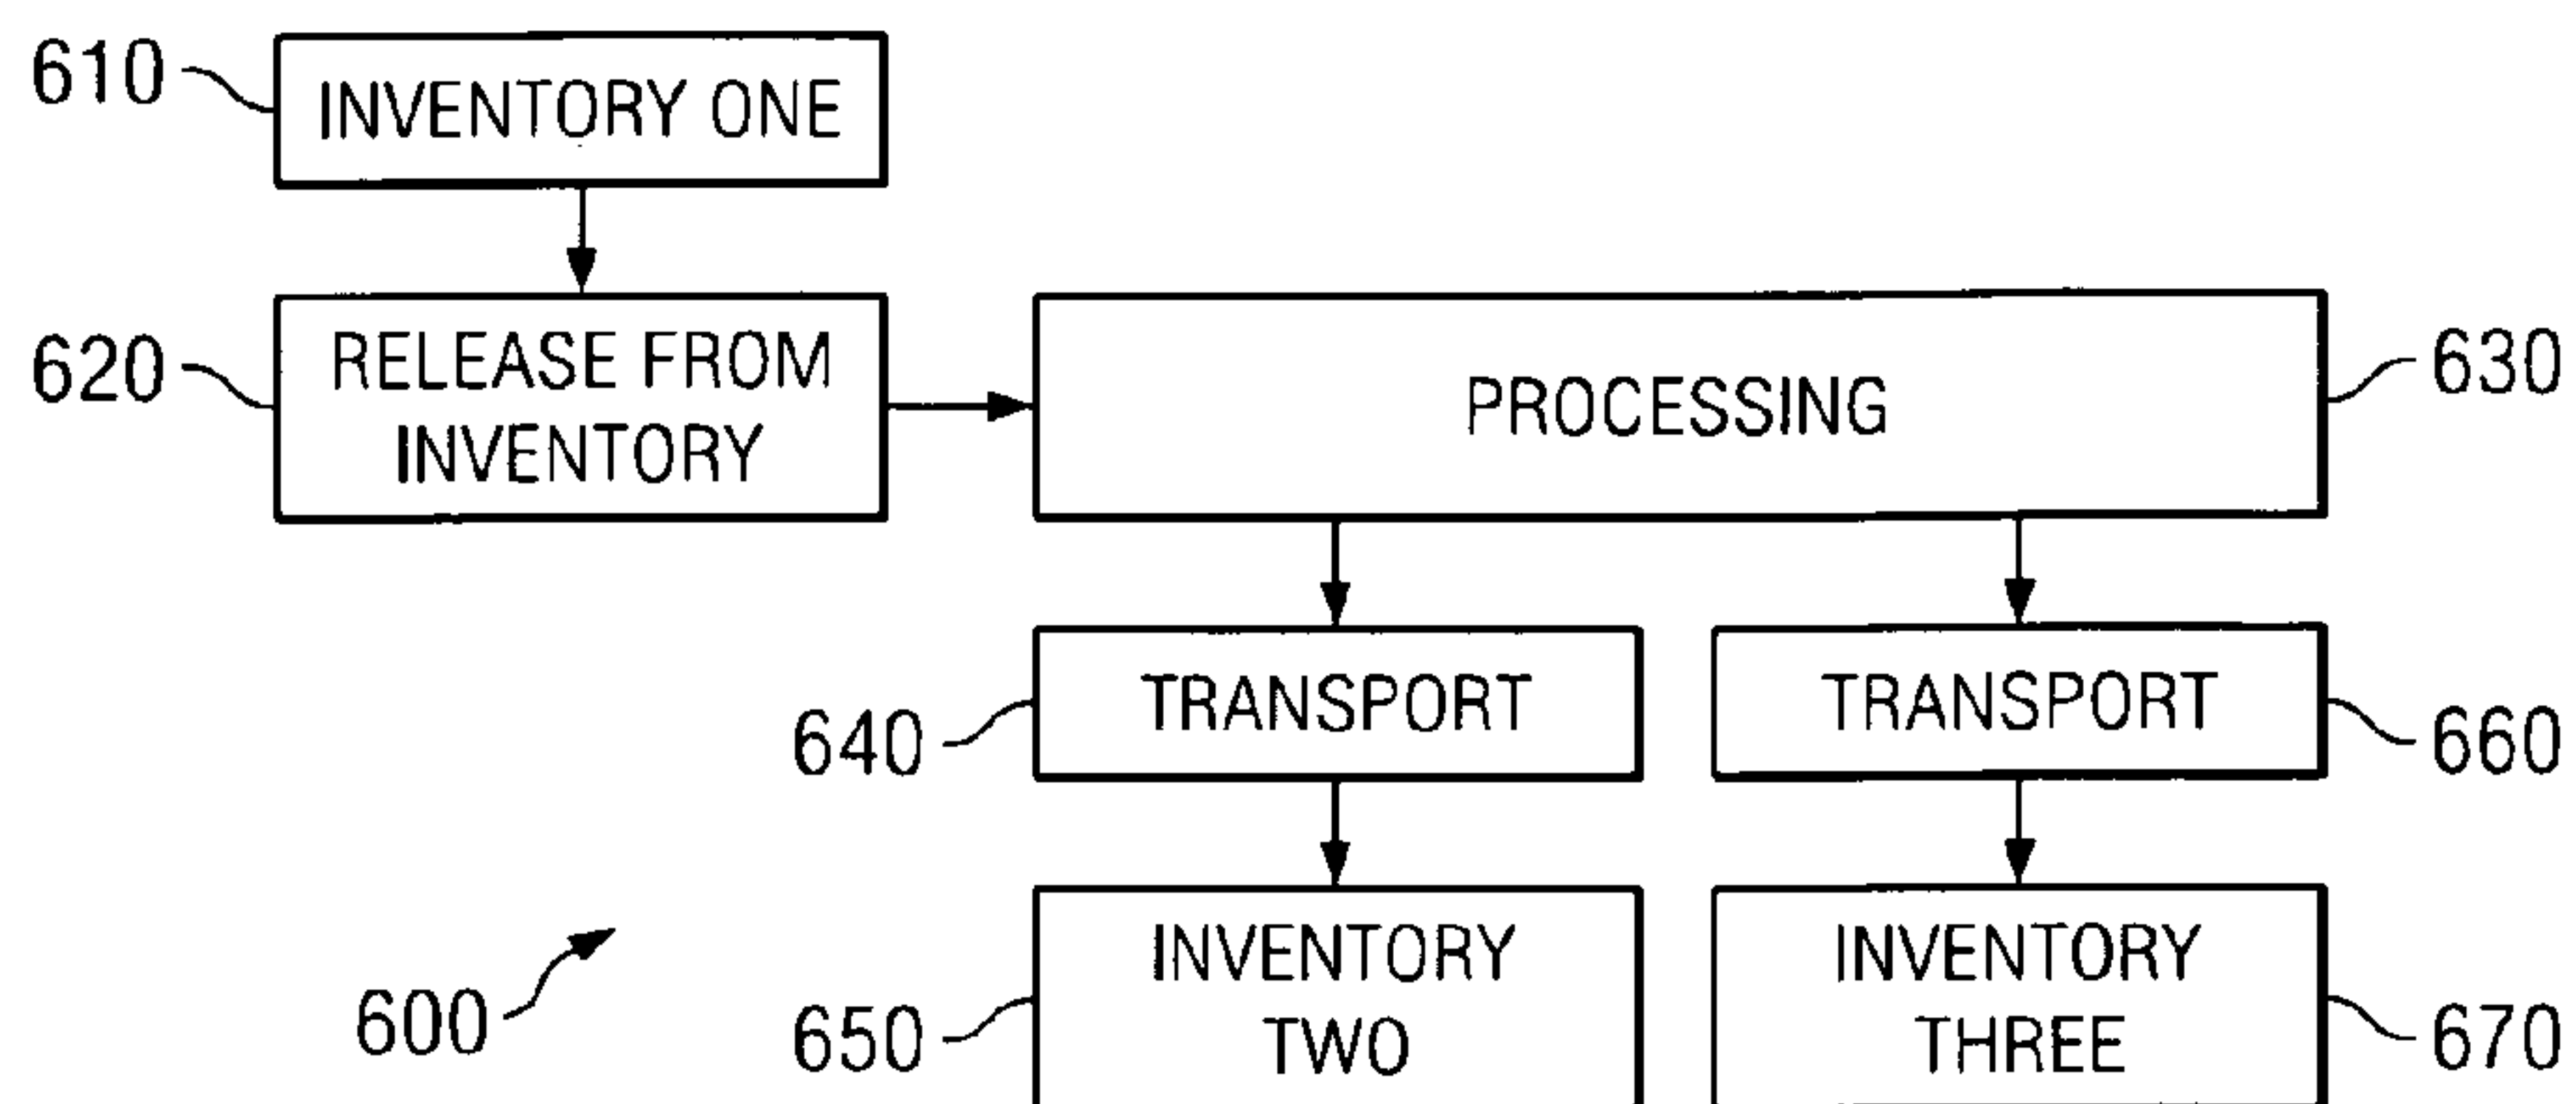 610
INVENTORY ONE
620
RELEASE FROM
INVENTORY
PROCESSING
630
640
TRANSPORT
TRANSPORT
660
600
650
INVENTORY
TWO
INVENTORY
THREE
670